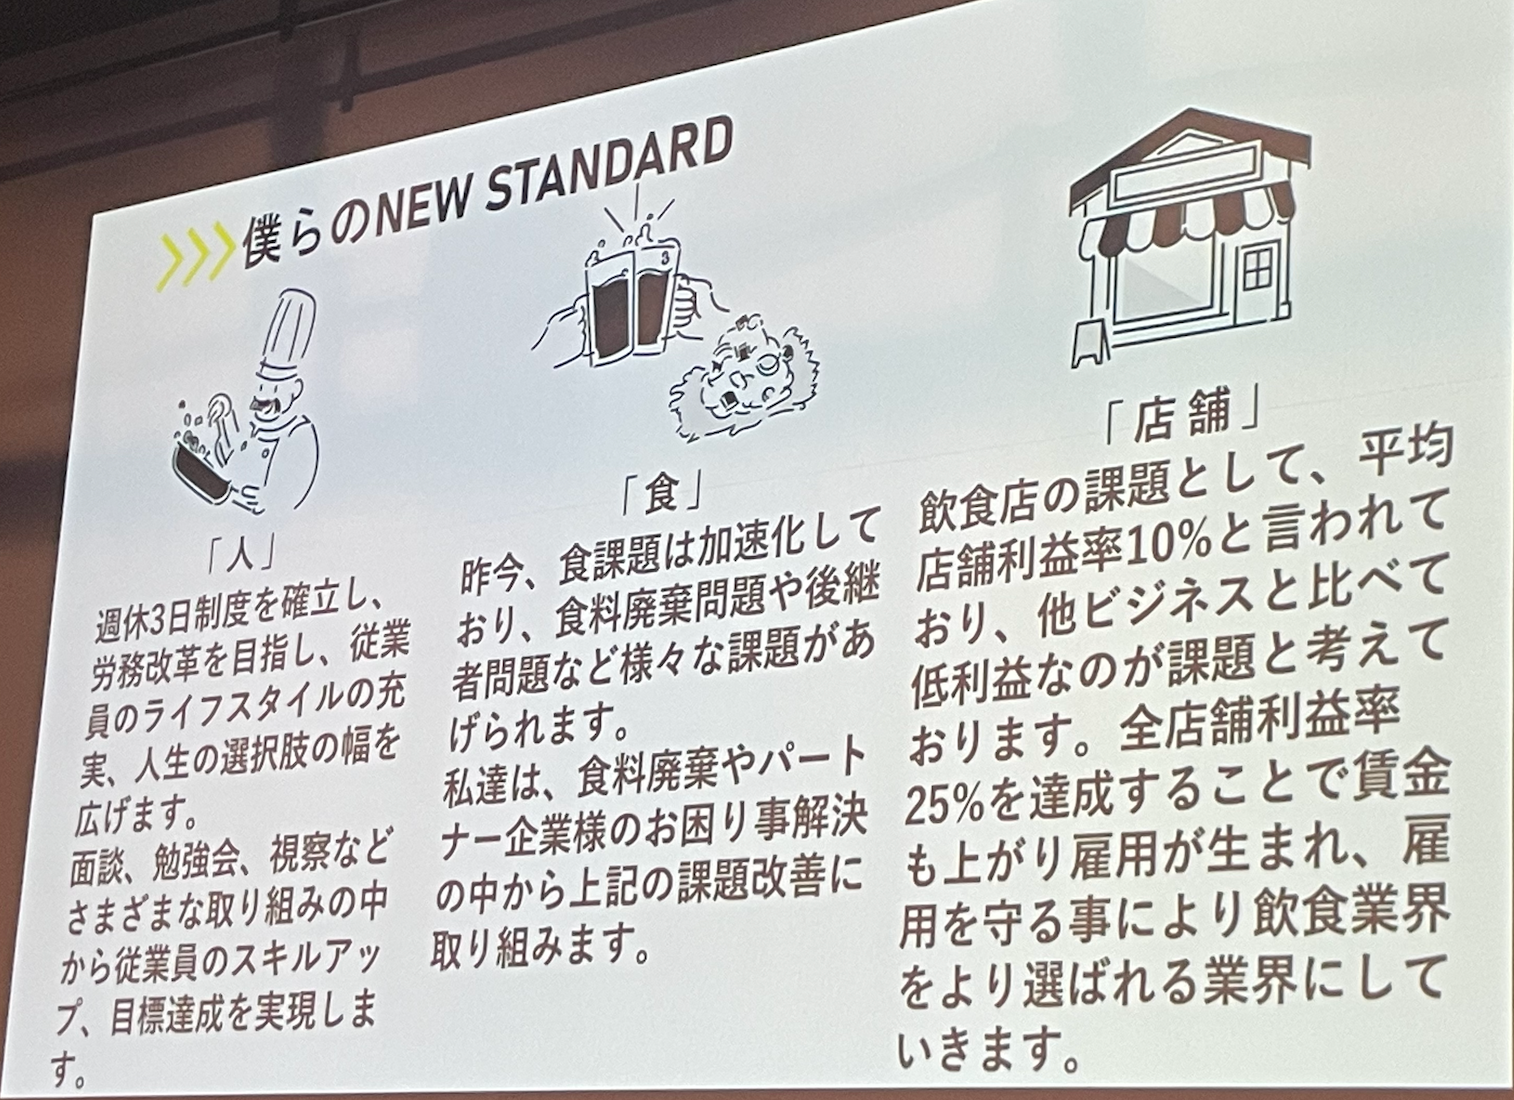 >>>僕らのNEW STANDARD
「人」
週休3日制度を確立し、
労務改革を目指し、従業
員のライフスタイルの充
実、人生の選択肢の幅を
広げます。
面談、勉強会、視察など
さまざまな取り組みの中
から従業員のスキルアッ
プ、目標達成を実現しま
す。
「食」
昨今、食課題は加速化して
おり、食料廃棄問題や後継
者問題など様々な課題があ
げられます。
私達は、食料廃棄やパート
ナー企業様のお困り事解決
の中から上記の課題改善に
取り組みます。
「店舗」
飲食店の課題として、平均
店舗利益率10%と言われて
おり、他ビジネスと比べて
低利益なのが課題と考えて
おります。全店舗利益率
25%を達成することで賃金
も上がり雇用が生まれ、雇
用を守る事により飲食業界
をより選ばれる業界にして
いきます。